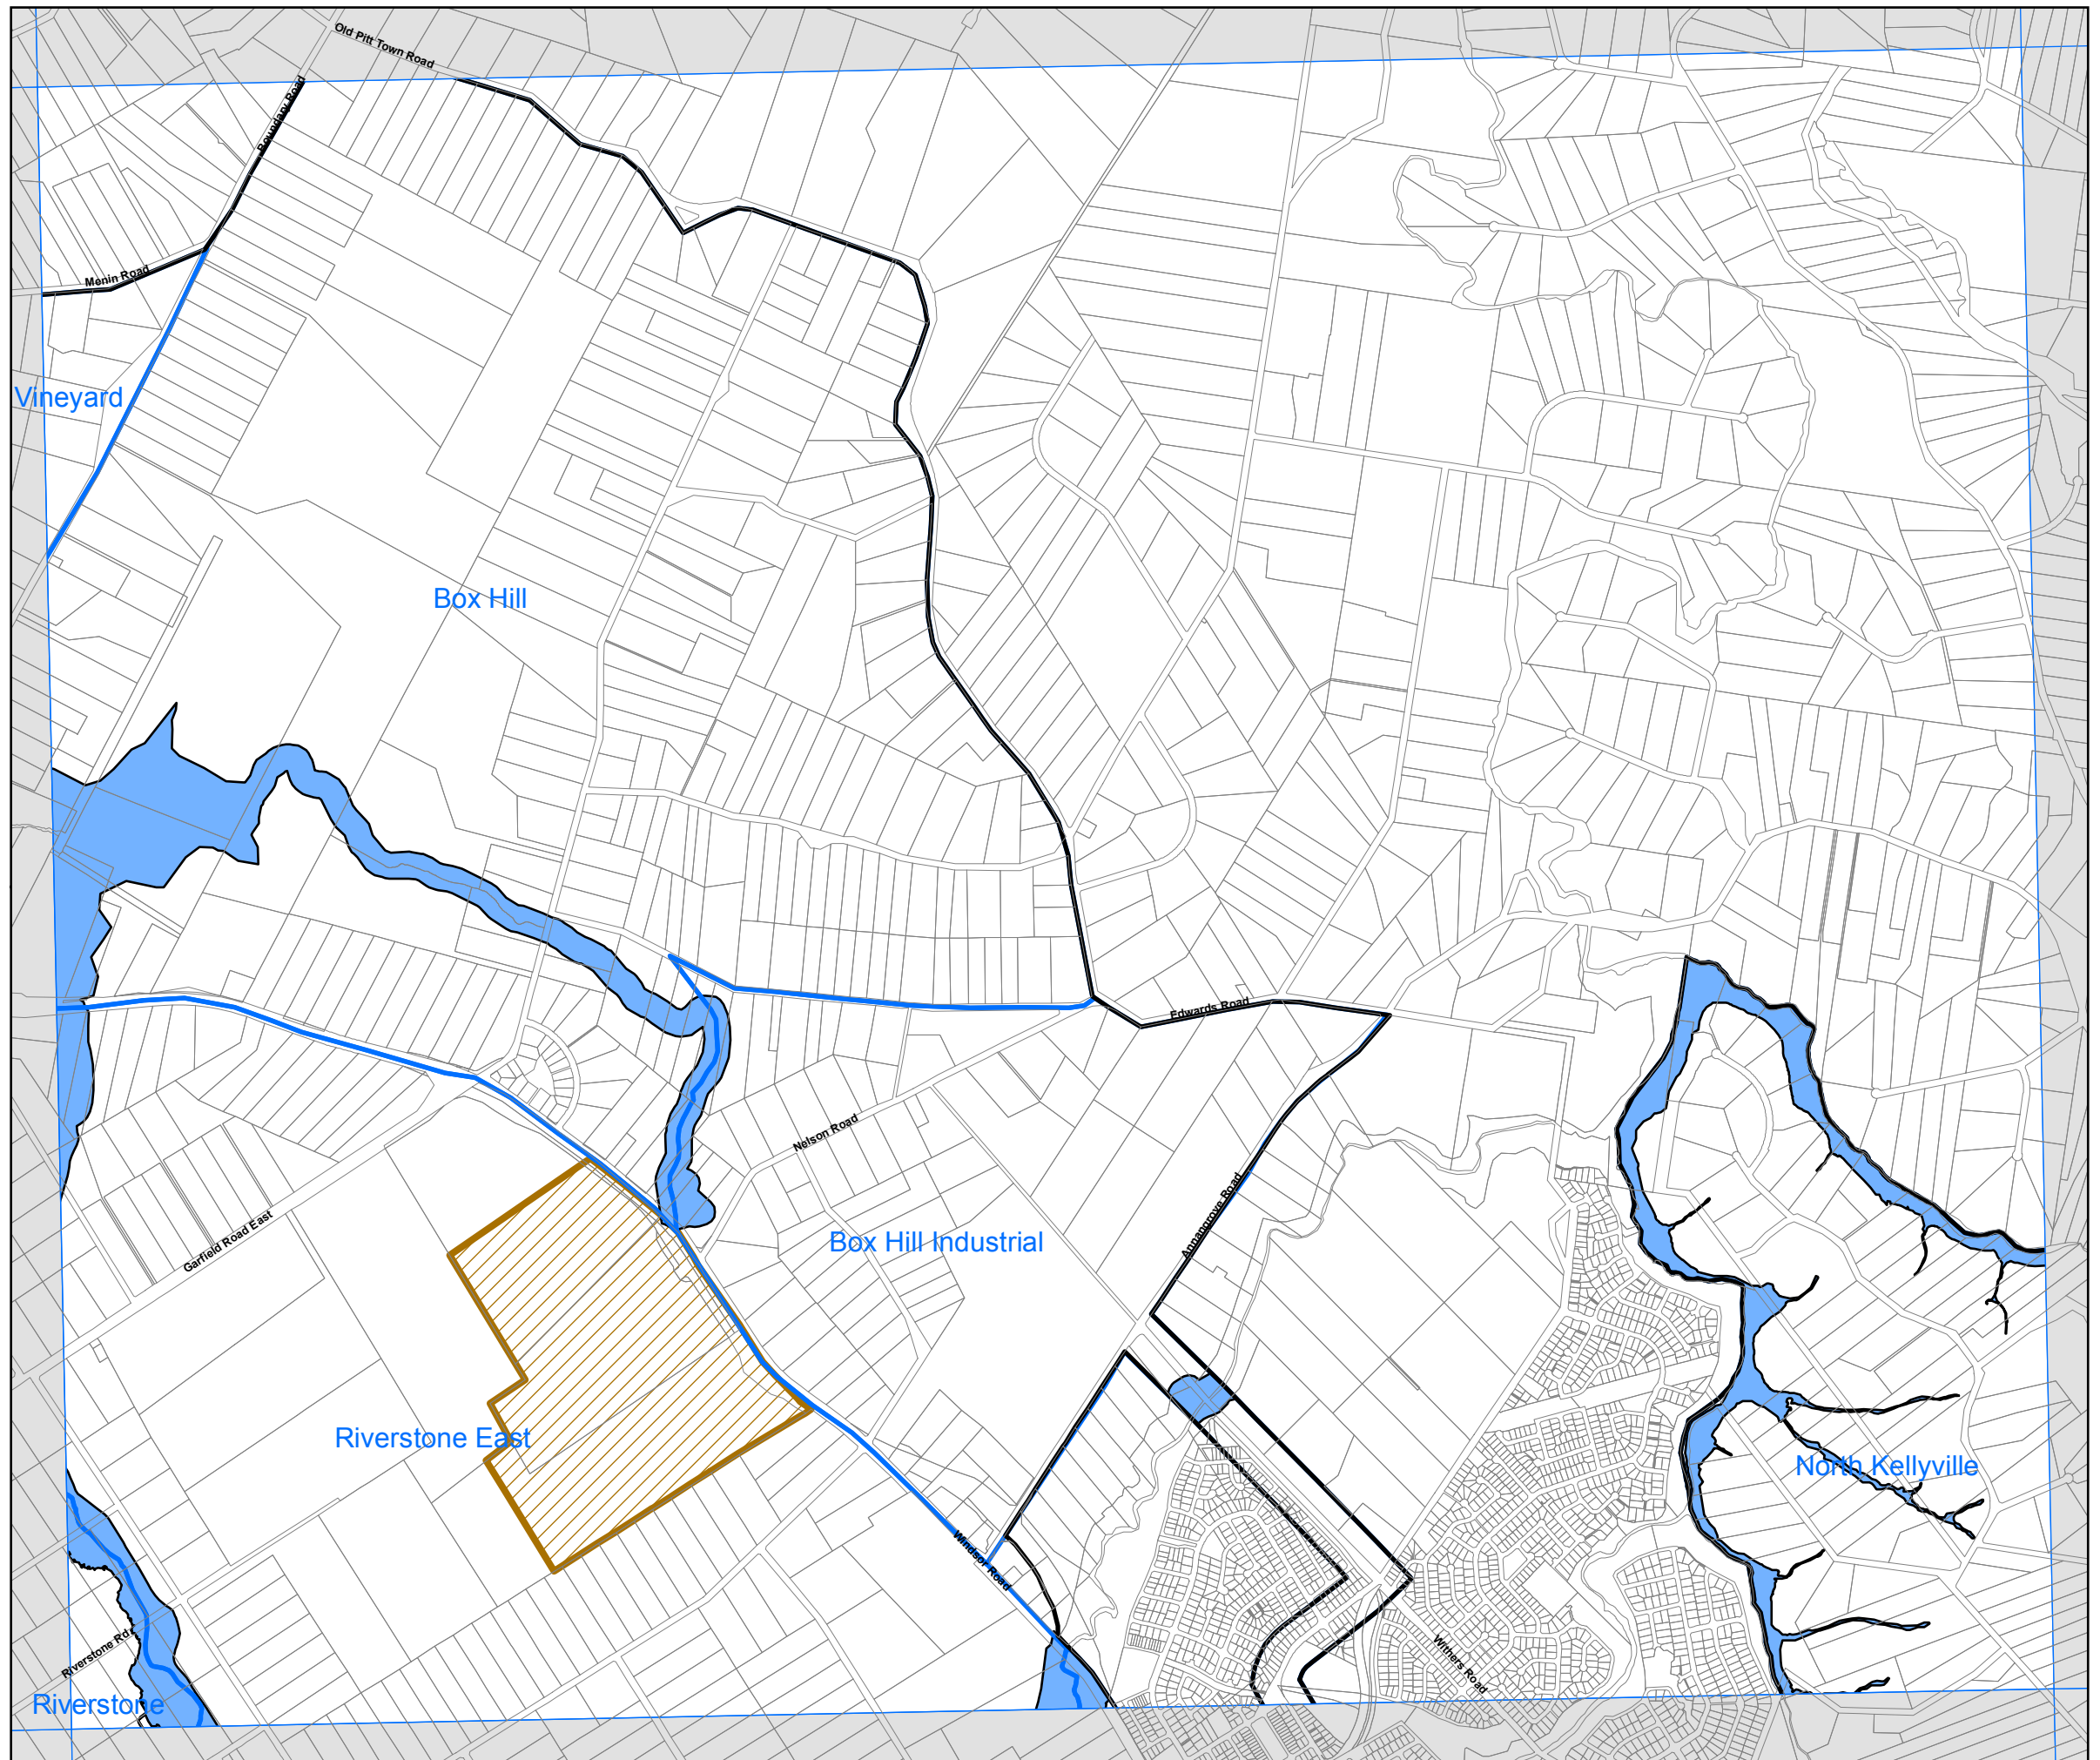 Old Pitt Town Road
Boundary Road
Menin Road
Vineyard
Box Hill
Edwards Road
Nelson Road
Annangrove Road
Garfield Road East
Box Hill Industrial
Riverstone East
North Kellyville
Windsor Road
Riverstone Rd
Withers Road
Riverstone